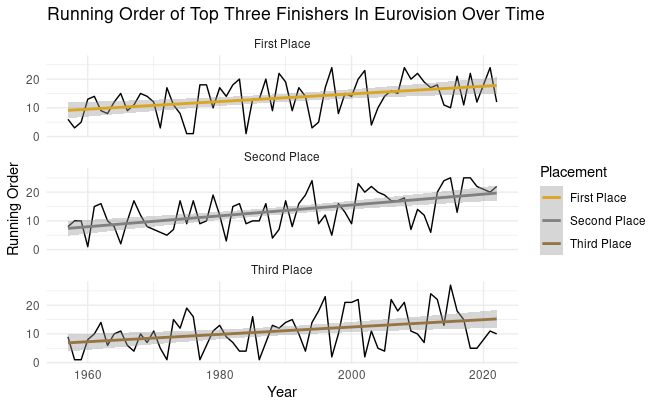 Running Order of Top Three Finishers In Eurovision Over Time
First Place
20
10
0
Second Place
20
10
0
Third Place
20
10
0
1960 1980 2000 2020
Year
Running Order
Placement
First Place
Second Place
Third Place